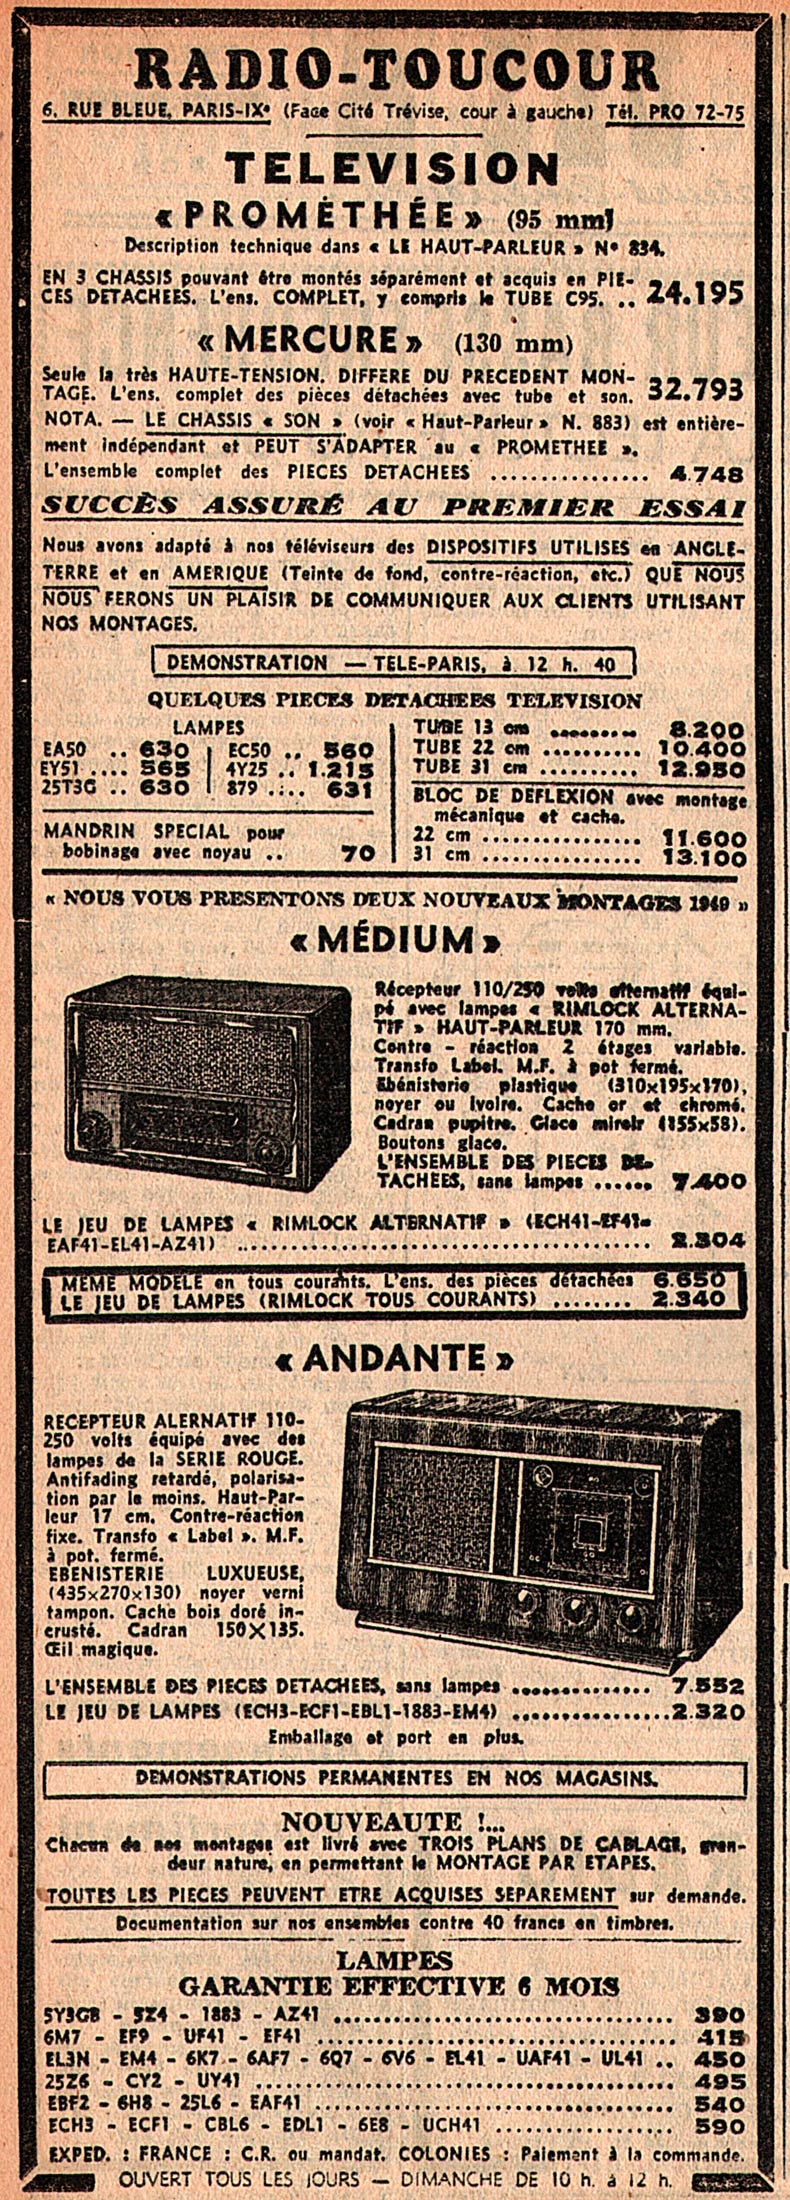 RADIO-TOUCOUR
6, RUE BLEUE, PARIS-IXe (Face Cité Trévise, cour à gauche) Tél. PRO 72-75
TELEVISION
« PROMÉTHÉE » (95 mm)
Description technique dans « LE HAUT-PARLEUR » N° 834.
EN 3 CHASSIS pouvant être montés séparément et acquis en PIE-
CES DETACHEES. L'ens. COMPLET, y compris le TUBE C95. .. 24.195
« MERCURE » (130 mm)
Seule la très HAUTE-TENSION. DIFFERE DU PRECEDENT MON-
TAGE. L'ens. complet des pièces détachées avec tube et son. 32.793
NOTA. — LE CHASSIS « SON » (voir « Haut-Parleur » N. 883) est entière-
ment indépendant et PEUT S'ADAPTER au « PROMETHEE ».
L'ensemble complet des PIECES DETACHEES ................ 4.748
SUCCÈS ASSURÉ AU PREMIER ESSAI
Nous avons adapté à nos téléviseurs des DISPOSITIFS UTILISES en ANGLE-
TERRE et en AMERIQUE (Teinte de fond, contre-réaction, etc.) QUE NOUS
NOUS FERONS UN PLAISIR DE COMMUNIQUER AUX CLIENTS UTILISANT
NOS MONTAGES.
DEMONSTRATION — TELE-PARIS, à 12 h. 40
QUELQUES PIECES DETACHEES TELEVISION
LAMPES
EA50 .. 630 EC50 .. 560
EY51 .... 565 4Y25 .. 1.215
25T3G .. 630 879 .... 631
MANDRIN SPECIAL pour
bobinage avec noyau .. 70
TUBE 13 cm ......... 8.200
TUBE 22 cm .......... 10.400
TUBE 31 cm .......... 12.950
BLOC DE DEFLEXION avec montage
mécanique et cache.
22 cm ................ 11.600
31 cm ................ 13.100
« NOUS VOUS PRESENTONS DEUX NOUVEAUX MONTAGES 1949 »
« MÉDIUM »
Récepteur 110/250 volts alternatif équi-
pé avec lampes « RIMLOCK ALTERNA-
TIF » HAUT-PARLEUR 170 mm.
Contre - réaction 2 étages variable.
Transfo Label. M.F. à pot fermé.
Ebénisterie plastique (310x195x170),
noyer ou ivoire. Cache or et chromé.
Cadran pupitre. Glace miroir (155x58).
Boutons glace.
L'ENSEMBLE DES PIECES DE-
TACHEES, sans lampes ...... 7.400
LE JEU DE LAMPES « RIMLOCK ALTERNATIF » (ECH41-EF41-
EAF41-EL41-AZ41) ........................................ 2.304
MEME MODELE en tous courants. L'ens. des pièces détachées 6.650
LE JEU DE LAMPES (RIMLOCK TOUS COURANTS) ........ 2.340
« ANDANTE »
RECEPTEUR ALERNATIF 110-
250 volts équipé avec des
lampes de la SERIE ROUGE.
Antifading retardé, polarisa-
tion par le moins. Haut-Par-
leur 17 cm. Contre-réaction
fixe. Transfo « Label ». M.F.
à pot. fermé.
EBENISTERIE LUXUEUSE,
(435x270x130) noyer verni
tampon. Cache bois doré in-
crusté. Cadran 150X135.
Œil magique.
L'ENSEMBLE DES PIECES DETACHEES, sans lampes .............. 7.552
LE JEU DE LAMPES (ECH3-ECF1-EBL1-1883-EM4) ................ 2.320
Emballage et port en plus.
DEMONSTRATIONS PERMANENTES EN NOS MAGASINS.
NOUVEAUTE !...
Chacun de nos montages est livré avec TROIS PLANS DE CABLAGE, gran-
deur nature, en permettant le MONTAGE PAR ETAPES.
TOUTES LES PIECES PEUVENT ETRE ACQUISES SEPAREMENT sur demande.
Documentation sur nos ensembles contre 40 francs en timbres.
LAMPES
GARANTIE EFFECTIVE 6 MOIS
5Y3GB - 5Z4 - 1883 - AZ41 .................................. 390
6M7 - EF9 - UF41 - EF41 .................................... 415
EL3N - EM4 - 6K7 - 6AF7 - 6Q7 - 6V6 - EL41 - UAF41 - UL41 .. 450
25Z6 - CY2 - UY41 .......................................... 495
EBF2 - 6H8 - 25L6 - EAF41 .................................. 540
ECH3 - ECF1 - CBL6 - EDL1 - 6E8 - UCH41 .................. 590
EXPED. : FRANCE : C.R. ou mandat. COLONIES : Paiement à la commande.
OUVERT TOUS LES JOURS — DIMANCHE DE 10 h. à 12 h.